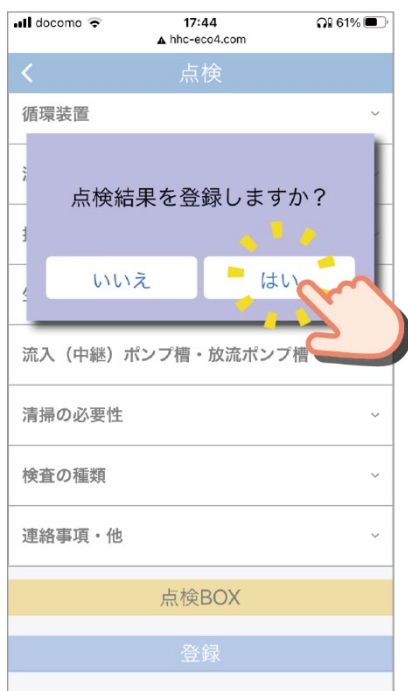 docomo 17:44 61%
▲ hhc-eco4.com
点検
循環装置
点検結果を登録しますか？
いいえ はい
流入（中継）ポンプ槽・放流ポンプ槽
清掃の必要性
検査の種類
連絡事項・他
点検BOX
登録